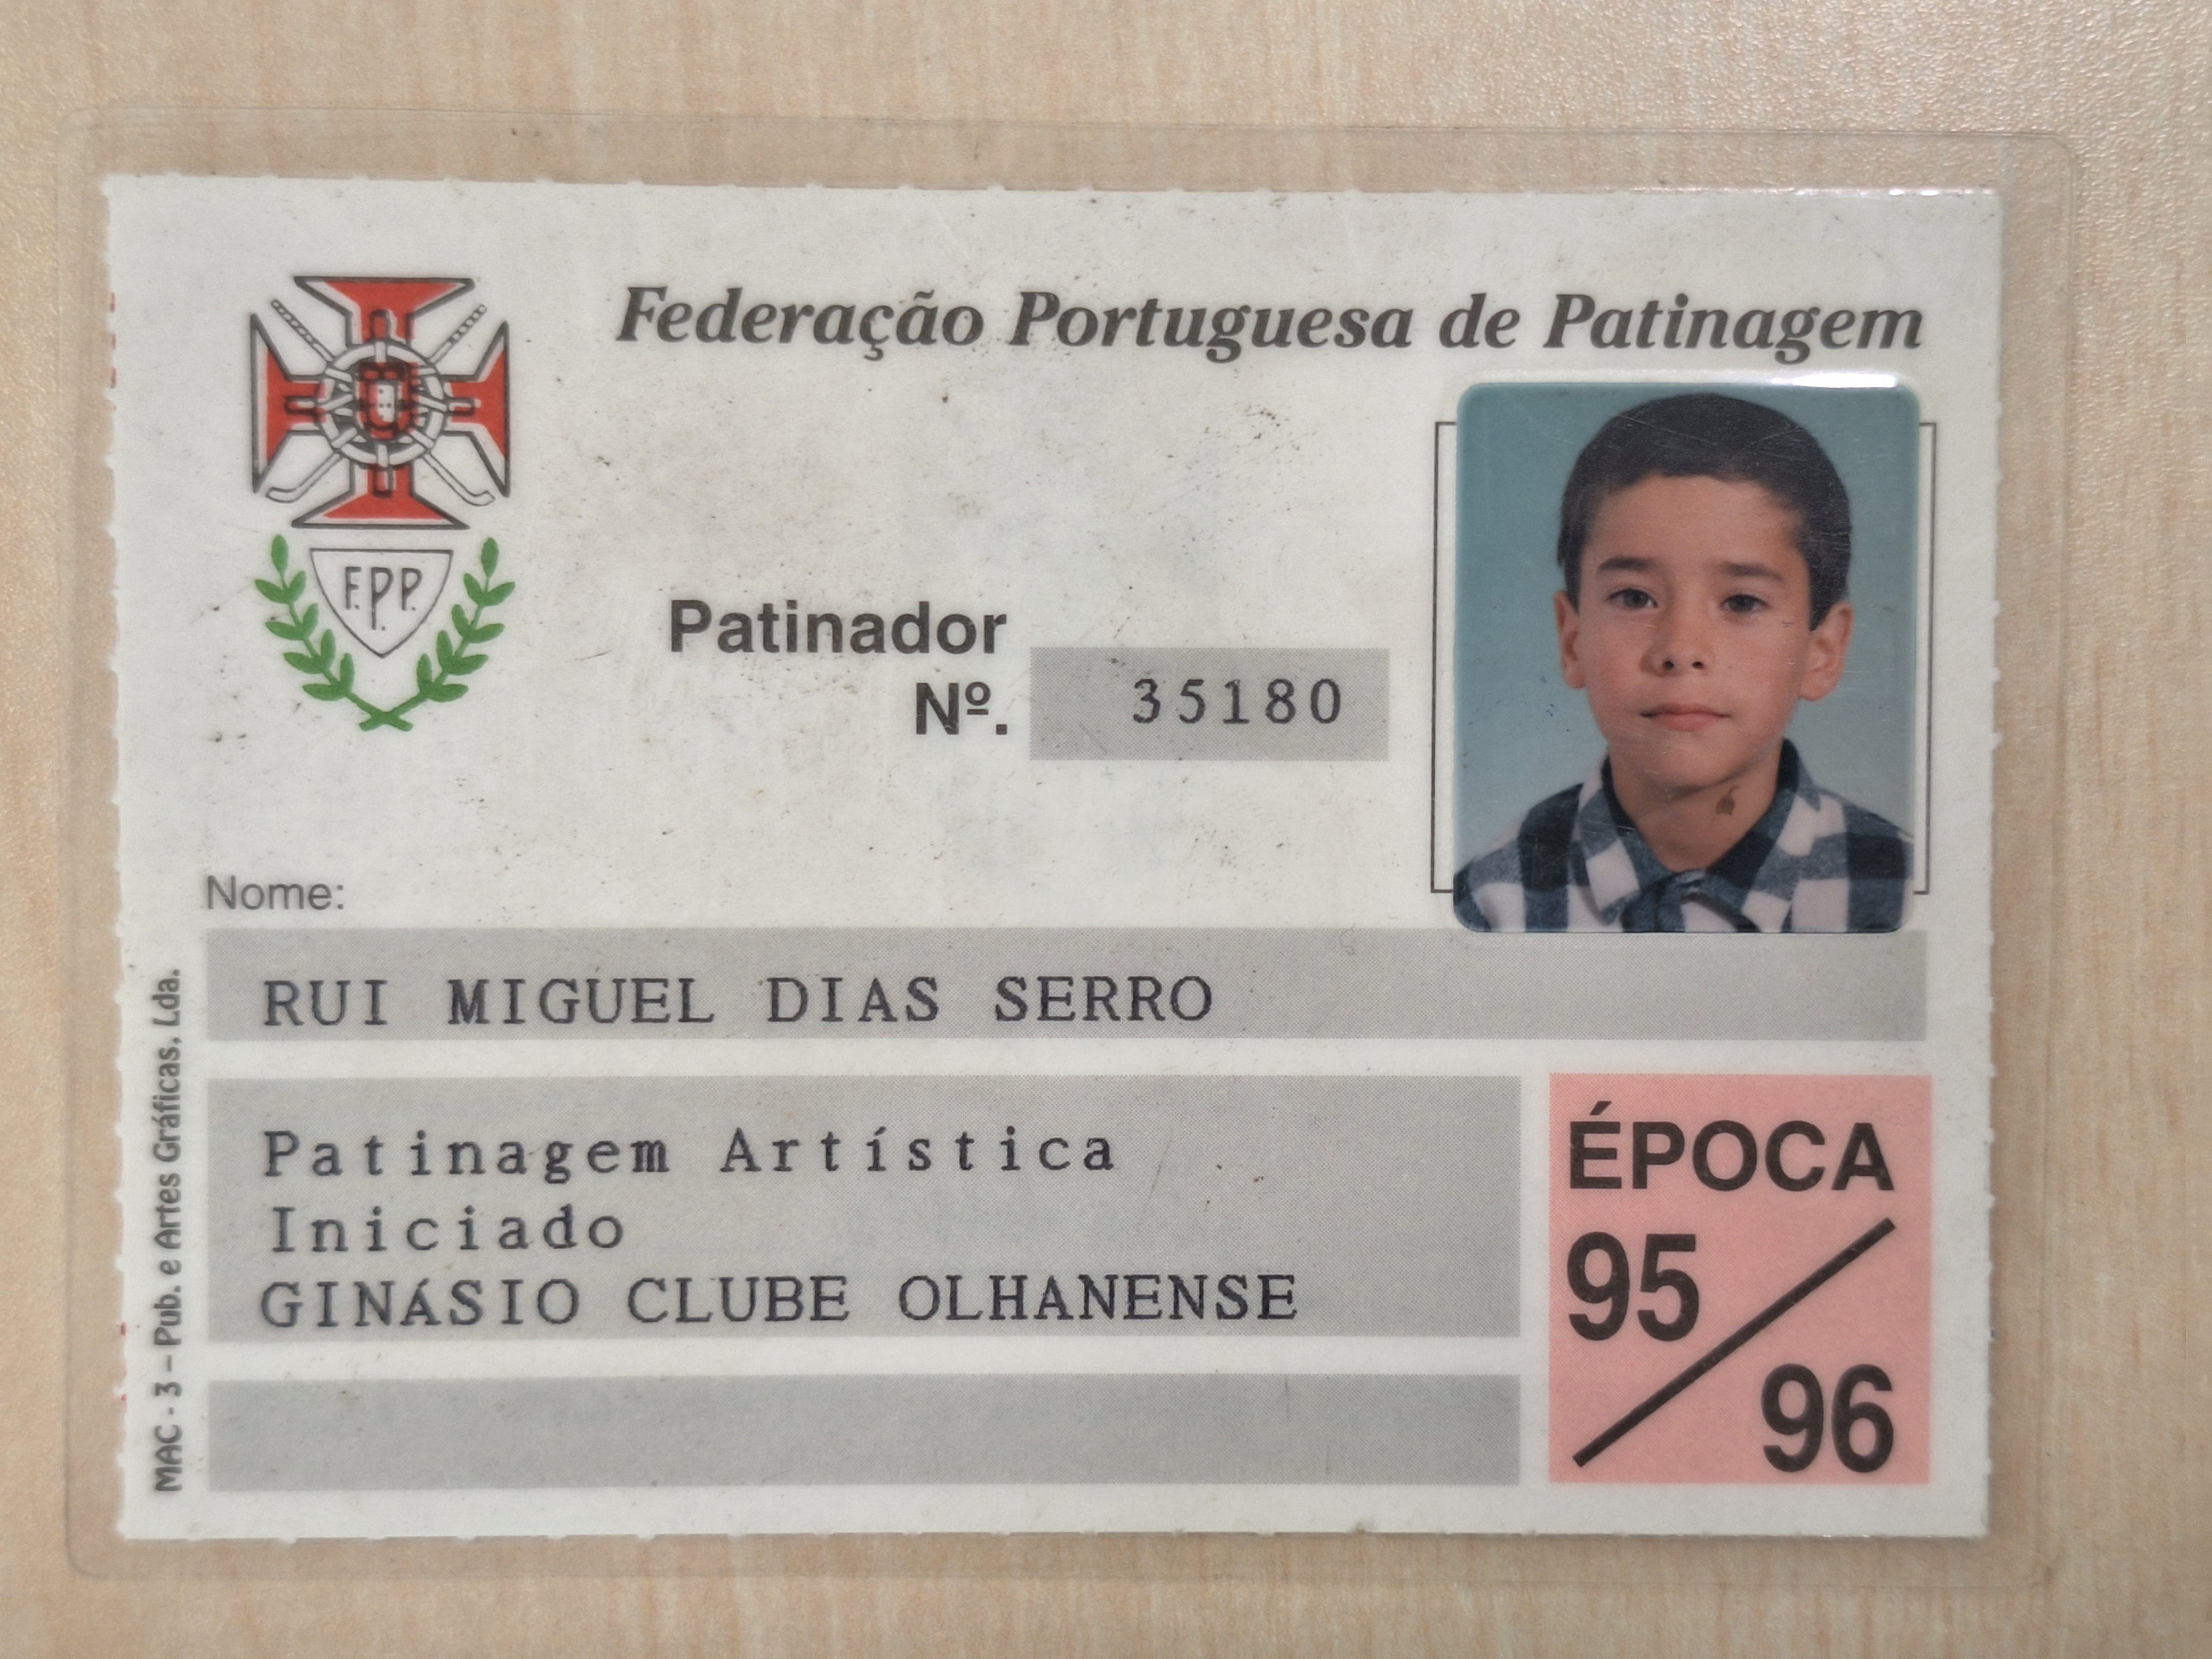 Federação Portuguesa de Patinagem
F.P.P.
Patinador
Nº. 35180
Nome:
RUI MIGUEL DIAS SERRO
Patinagem Artística
Iniciado
GINÁSIO CLUBE OLHANENSE
ÉPOCA
95
96
MAC - 3 – Pub. e Artes Gráficas, Lda.